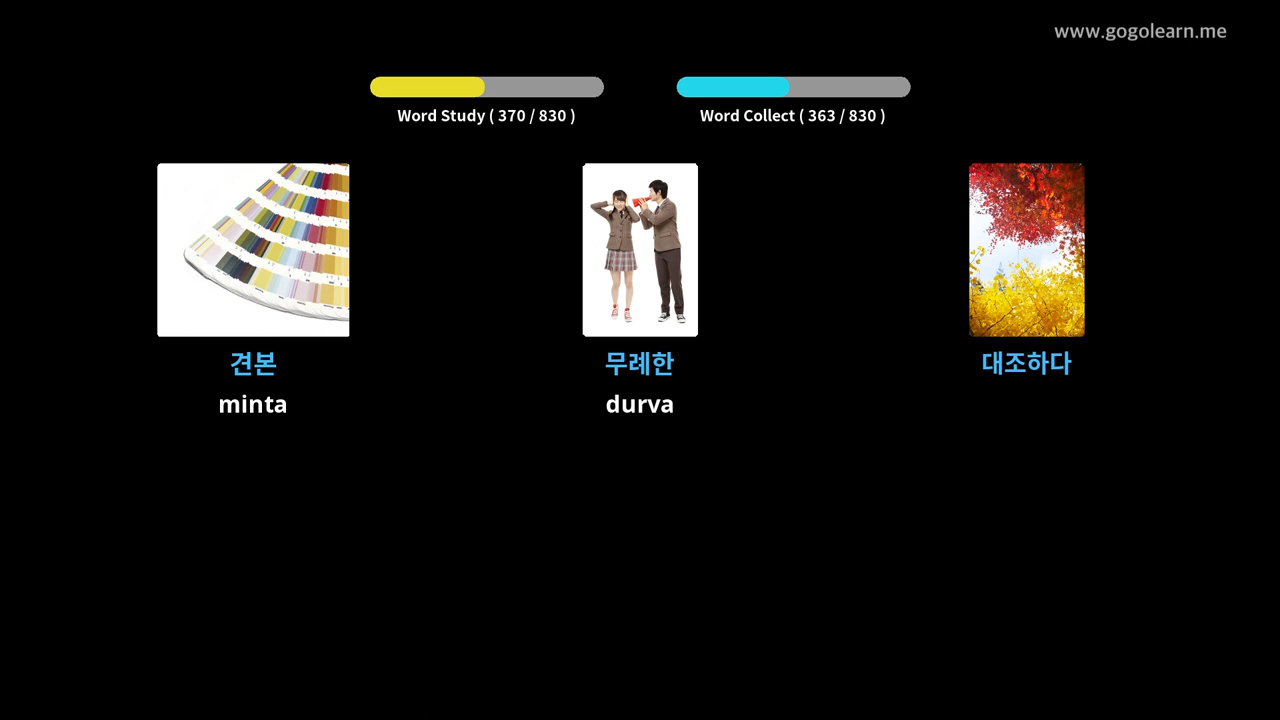 www.gogolearn.me
Word Study ( 370 / 830 )
Word Collect ( 363 / 830 )
견본
무례한
대조하다
minta
durva